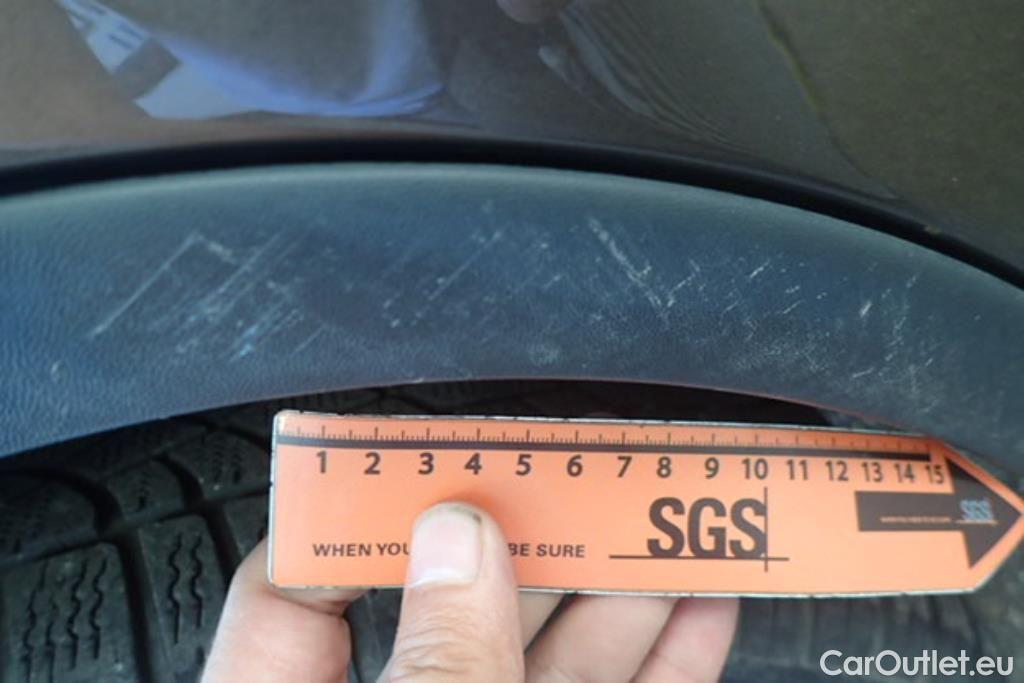 1 2 3 4 5 6 7 8 9 10 11 12 13 14 15
SGS
SGS
WHEN YOU BE SURE
CarOutlet.eu